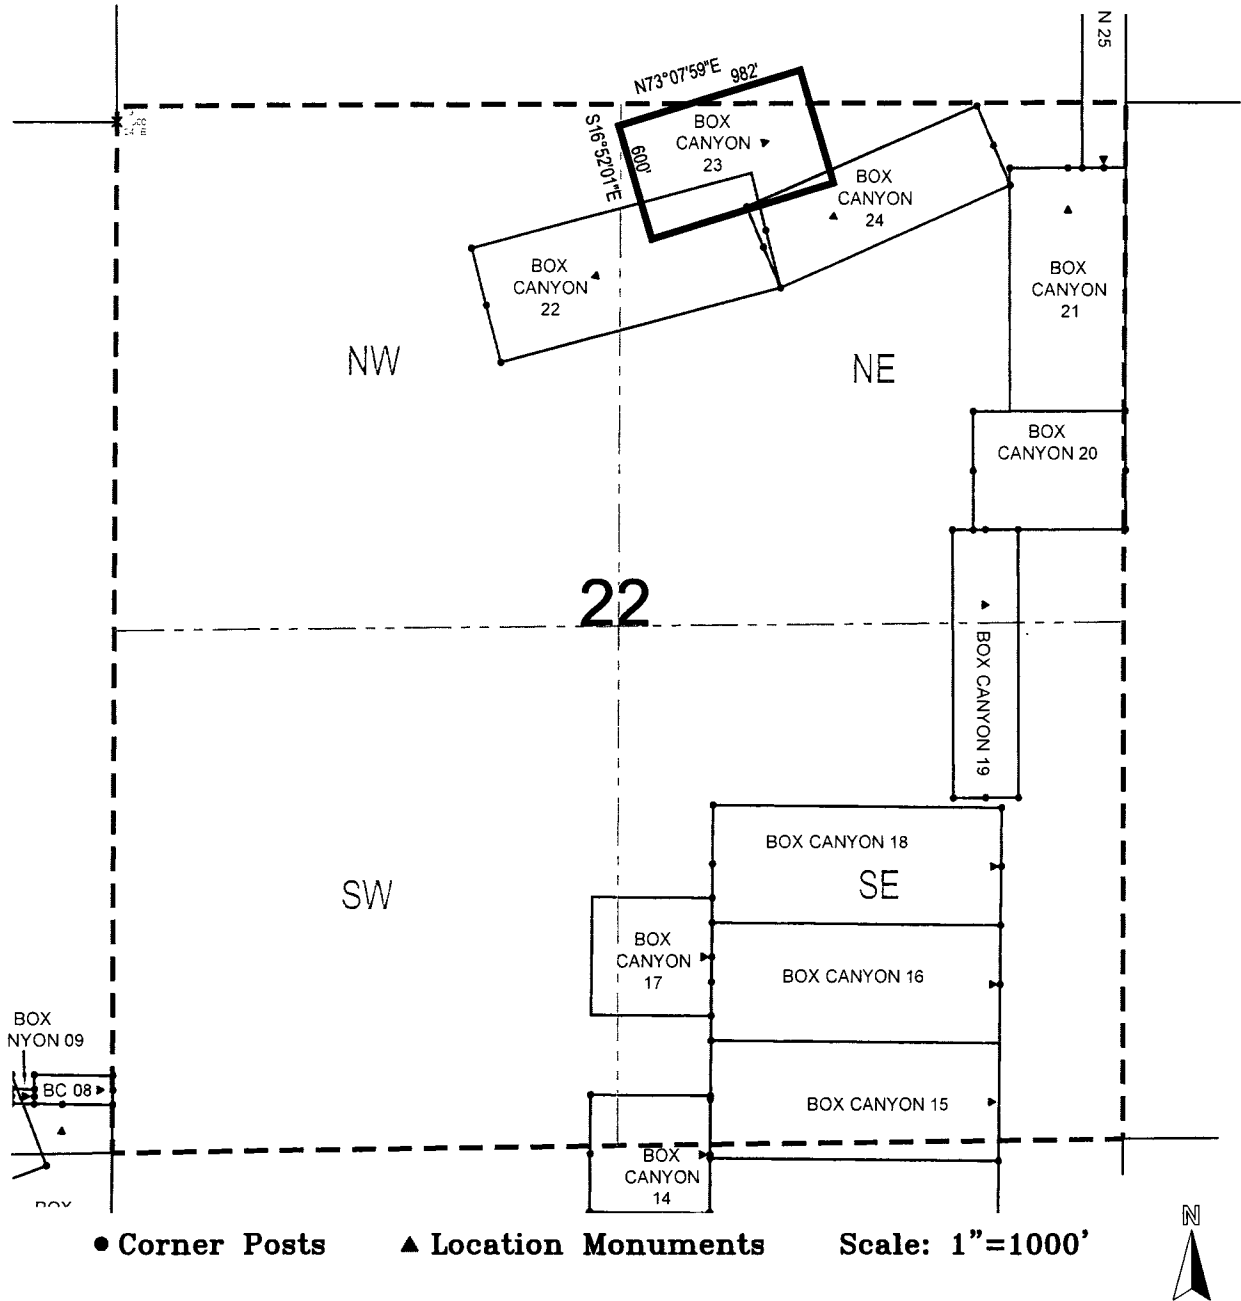 N 25
N73°07'59"E 982'
S16°52'01"E
600'
BOX
CANYON
23
BOX
CANYON
24
BOX
CANYON
22
BOX
CANYON
21
NW
NE
BOX
CANYON 20
22
BOX CANYON 19
BOX CANYON 18
SW
SE
BOX
CANYON
17
BOX CANYON 16
BOX
NYON 09
BC 08
BOX CANYON 15
BOX
CANYON
14
BOX
N
Corner Posts
Location Monuments
Scale: 1"=1000'